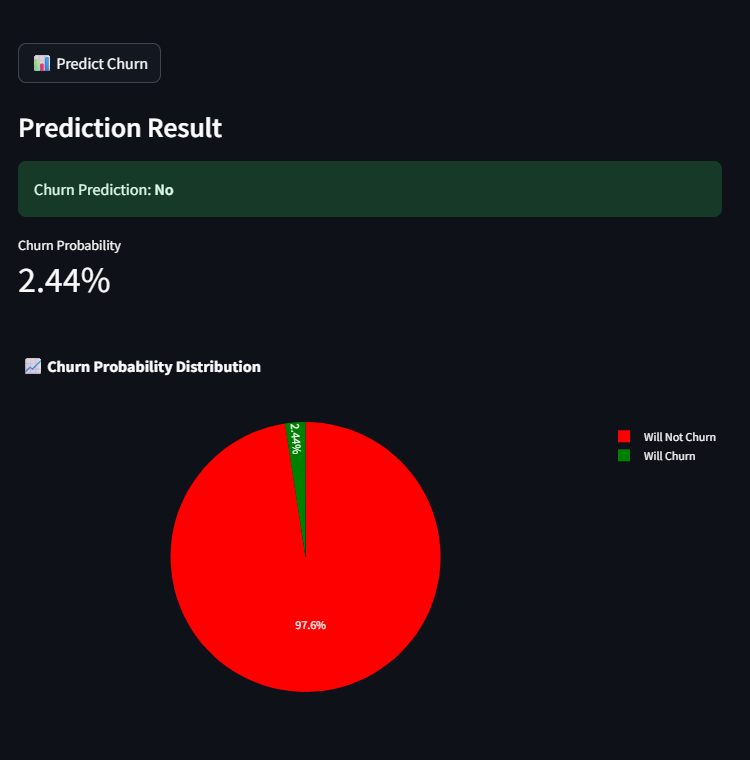 Predict Churn
Prediction Result
Churn Prediction: No
Churn Probability
2.44%
Churn Probability Distribution
2.44%
97.6%
Will Not Churn
Will Churn